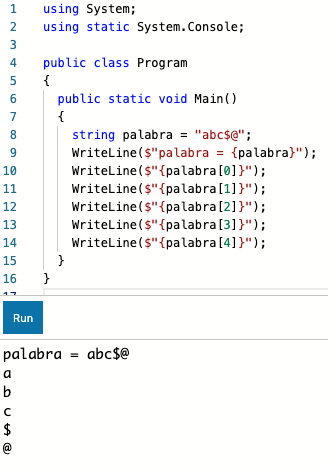 1 using System;
2 using static System.Console;
3
4 public class Program
5 {
6 public static void Main()
7 {
8 string palabra = "abc$@";
9 WriteLine($"palabra = {palabra}");
10 WriteLine($"{palabra[0]}");
11 WriteLine($"{palabra[1]}");
12 WriteLine($"{palabra[2]}");
13 WriteLine($"{palabra[3]}");
14 WriteLine($"{palabra[4]}");
15 }
16 }
17
Run
palabra = abc$@
a
b
c
$
@